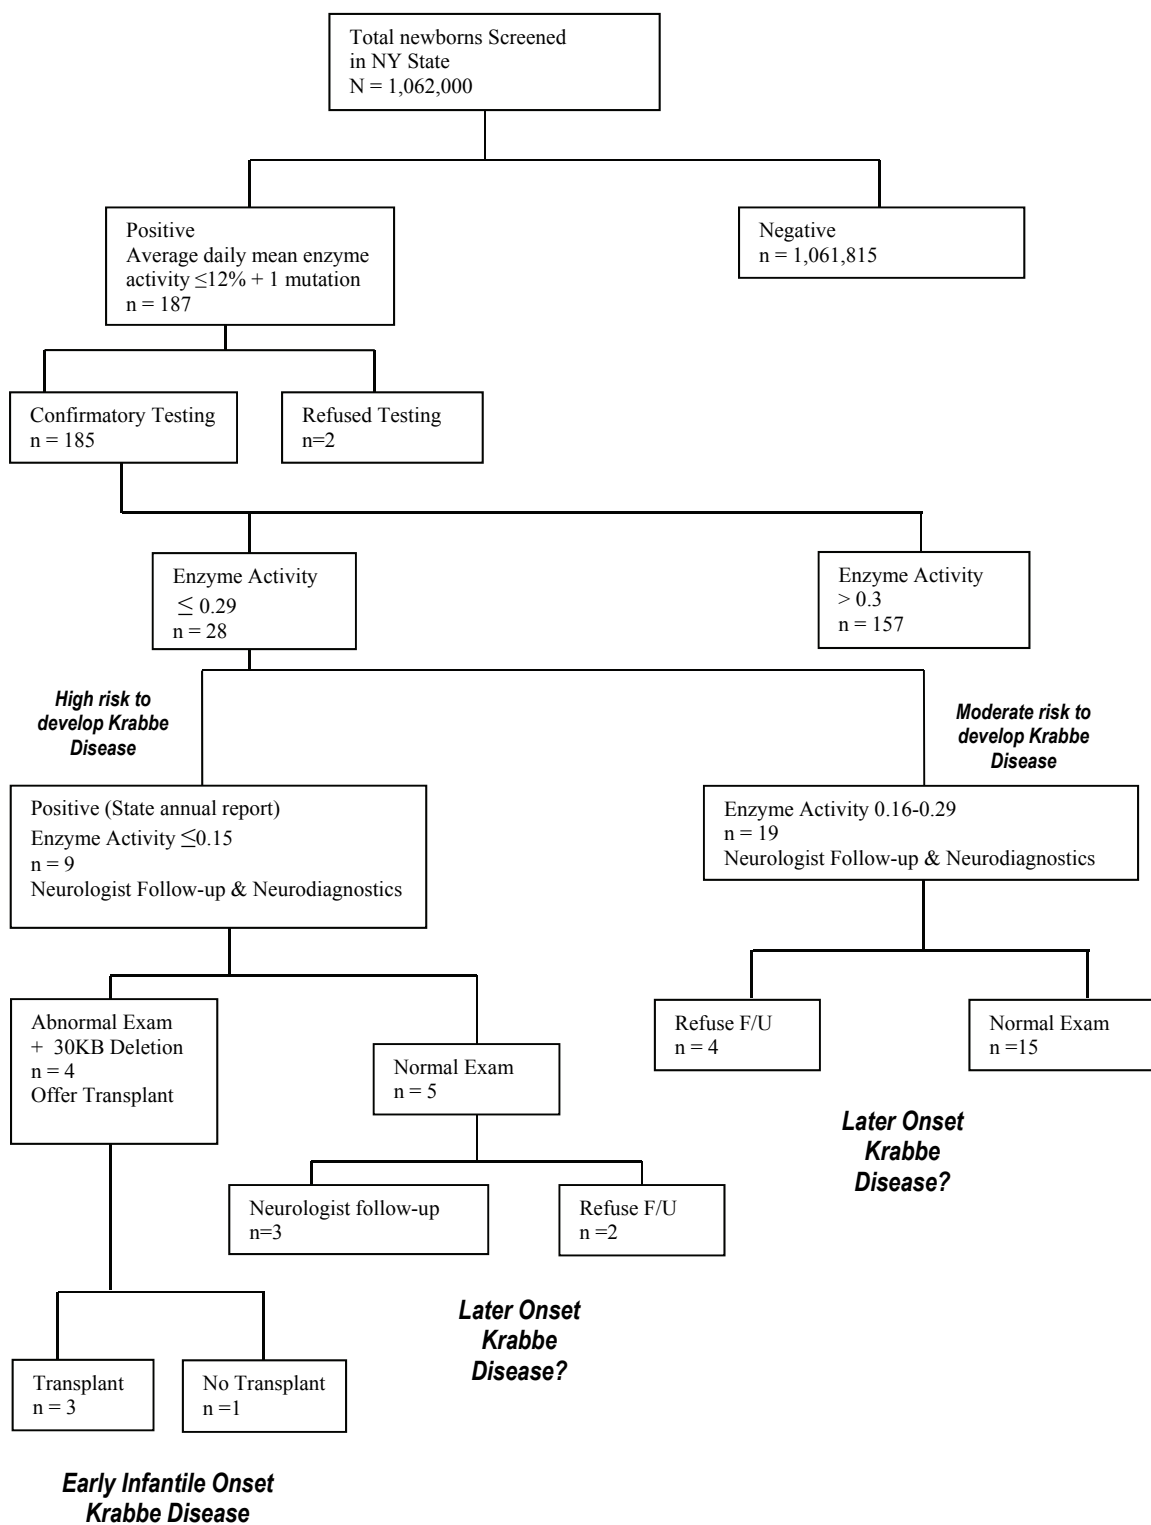 Total newborns Screened
in NY State
N = 1,062,000
Positive
Average daily mean enzyme
activity ≤12% + 1 mutation
n = 187
Negative
n = 1,061,815
Confirmatory Testing
n = 185
Refused Testing
n=2
Enzyme Activity
≤ 0.29
n = 28
Enzyme Activity
> 0.3
n = 157
High risk to
develop Krabbe
Disease
Moderate risk to
develop Krabbe
Disease
Positive (State annual report)
Enzyme Activity ≤0.15
n = 9
Neurologist Follow-up & Neurodiagnostics
Enzyme Activity 0.16-0.29
n = 19
Neurologist Follow-up & Neurodiagnostics
Abnormal Exam
+ 30KB Deletion
n = 4
Offer Transplant
Normal Exam
n = 5
Refuse F/U
n = 4
Normal Exam
n =15
Later Onset
Krabbe
Disease?
Neurologist follow-up
n=3
Refuse F/U
n =2
Later Onset
Krabbe
Disease?
Transplant
n = 3
No Transplant
n =1
Early Infantile Onset
Krabbe Disease